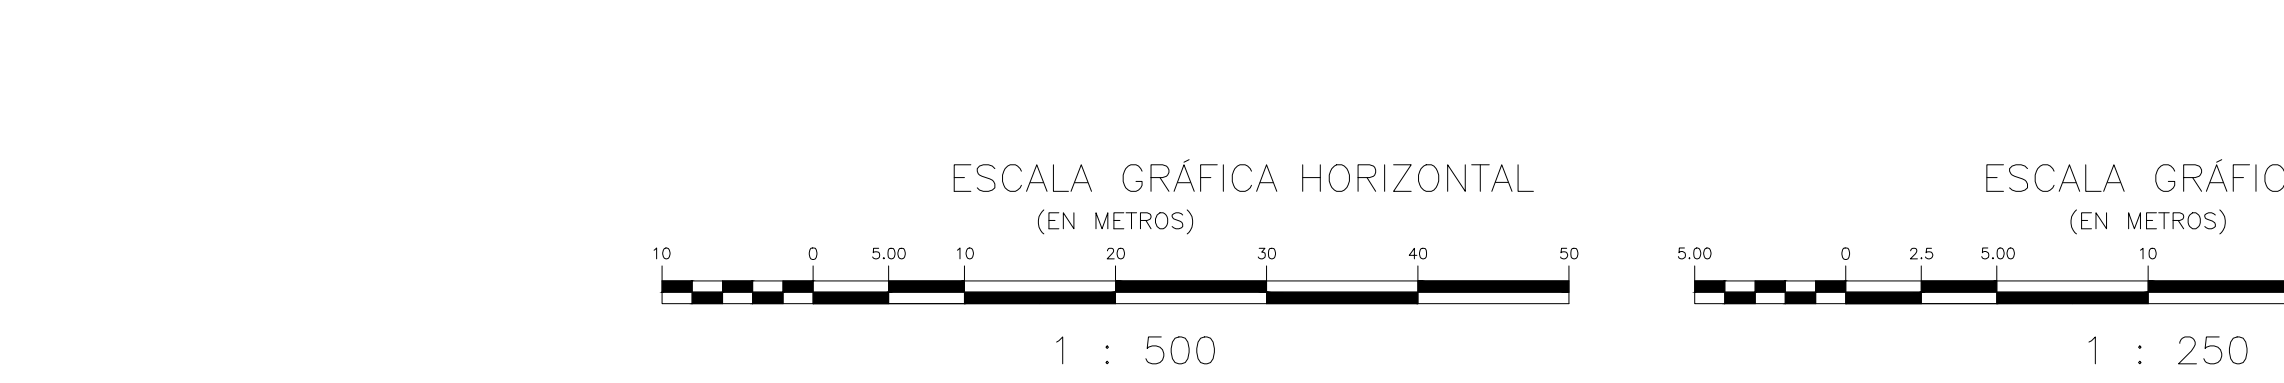 ESCALA GRÁFICA HORIZONTAL
(EN METROS)
10 0 5.00 10 20 30 40 50
1 : 500
ESCALA
(EN METROS)
5.00 0 2.5 5.00 10
1 : 250